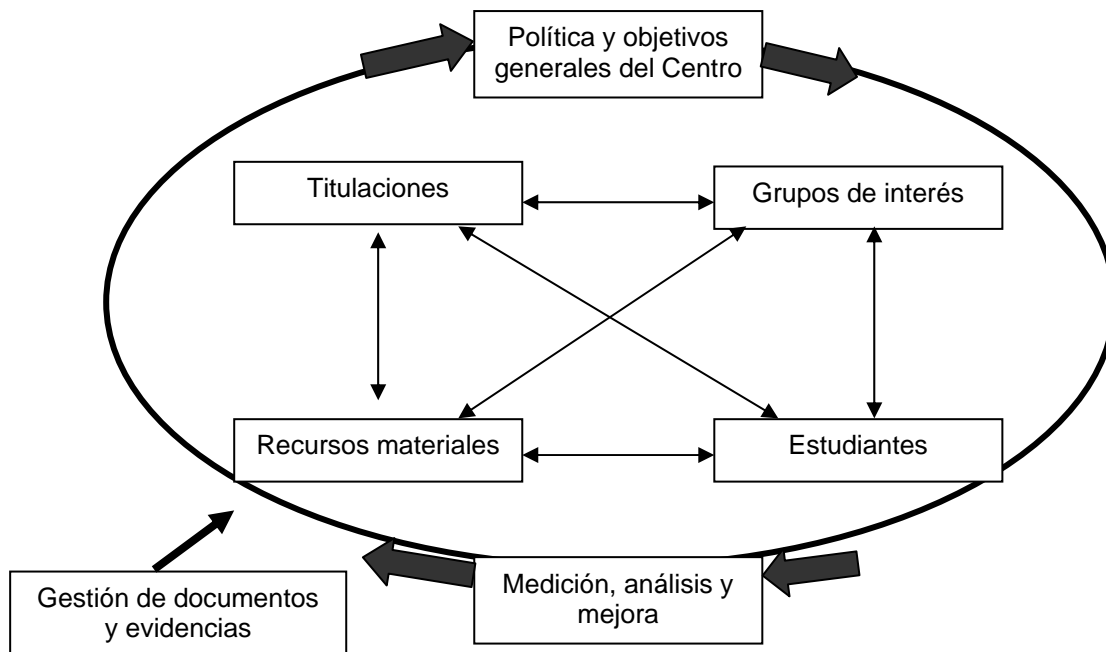 Política y objetivos
generales del Centro
Titulaciones
Grupos de interés
Recursos materiales
Estudiantes
Medición, análisis y
mejora
Gestión de documentos
y evidencias